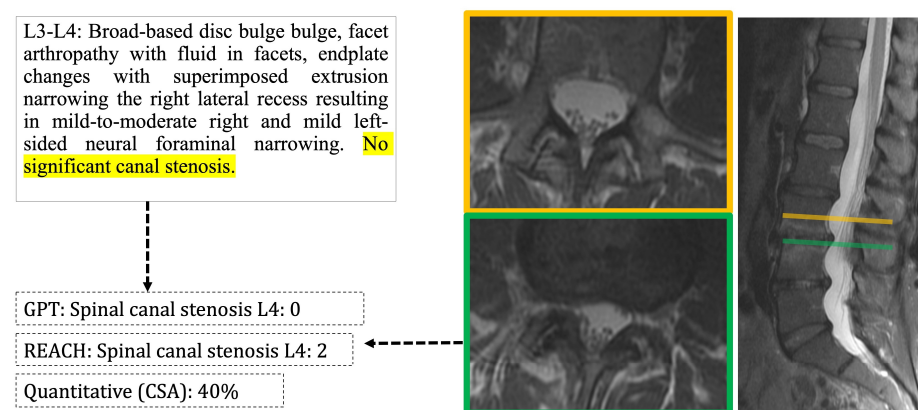 L3-L4: Broad-based disc bulge bulge, facet
arthropathy with fluid in facets, endplate
changes with superimposed extrusion
narrowing the right lateral recess resulting
in mild-to-moderate right and mild left-
sided neural foraminal narrowing. No
significant canal stenosis.
GPT: Spinal canal stenosis L4: 0
REACH: Spinal canal stenosis L4: 2
Quantitative (CSA): 40%